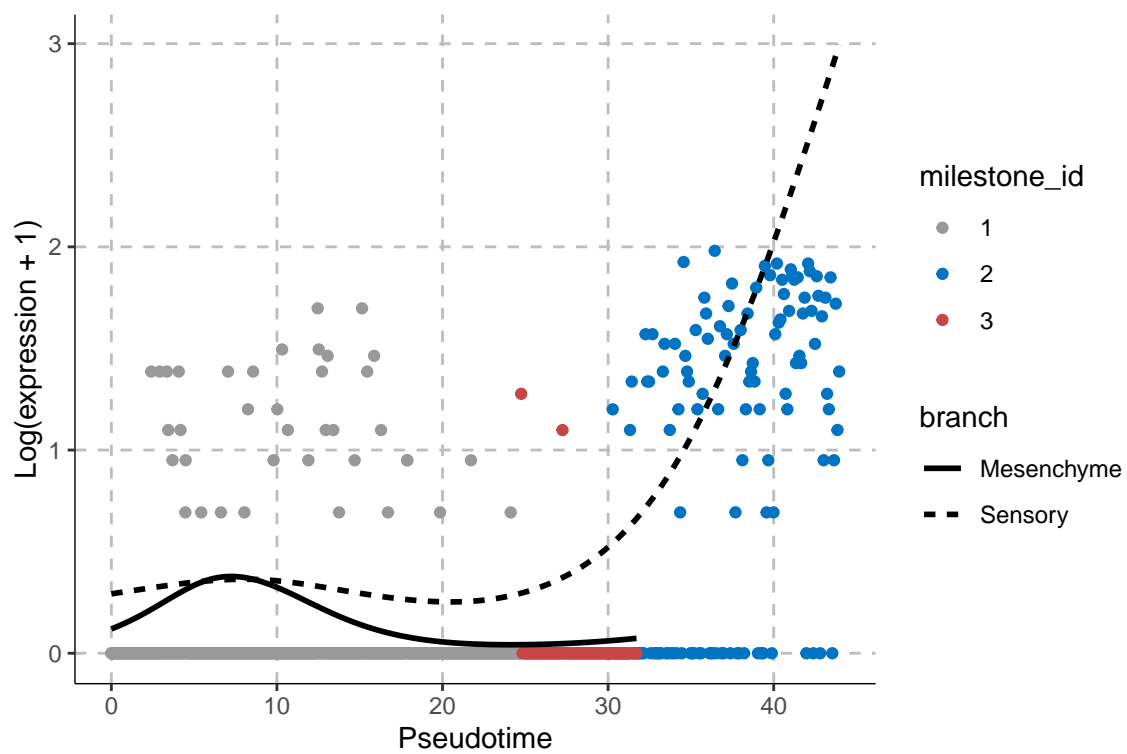 3
2
1
0
Log(expression + 1)
0 10 20 30 40
Pseudotime
milestone_id
1
2
3
branch
Mesenchyme
Sensory